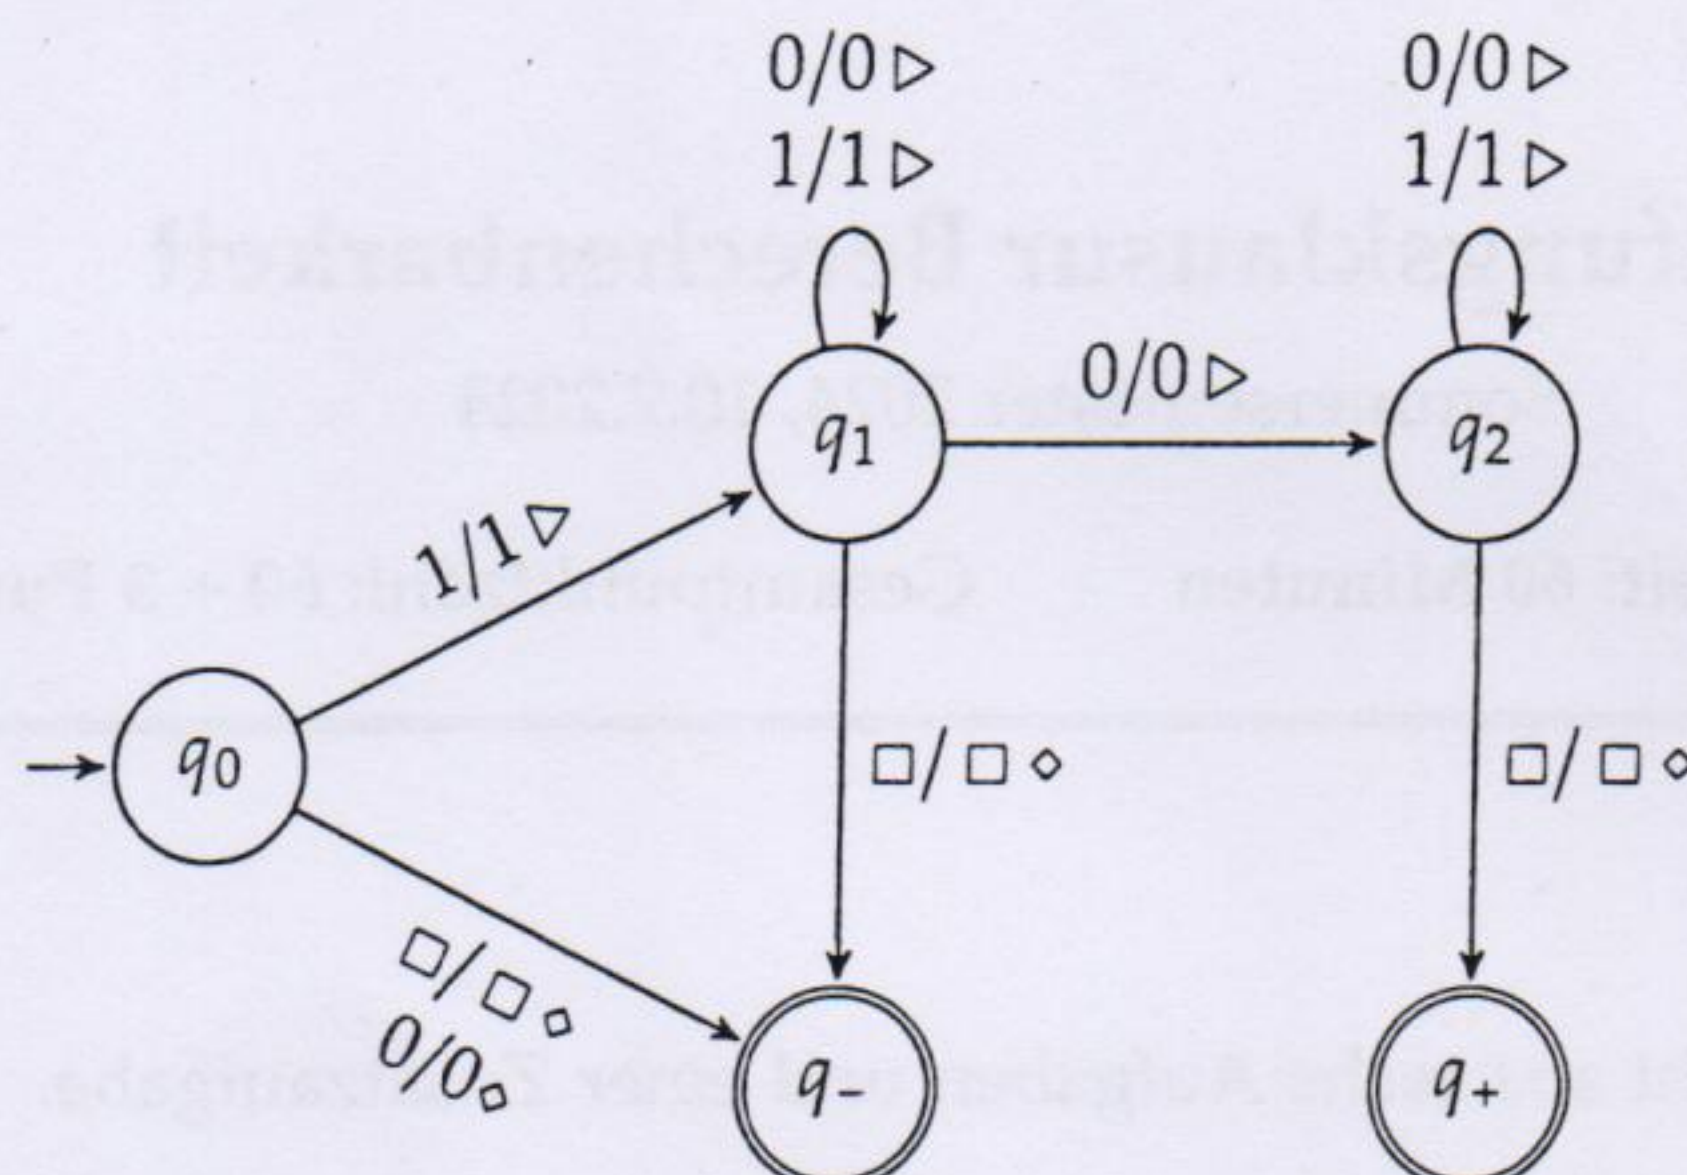 0/0 ▷
1/1 ▷
0/0 ▷
1/1 ▷
q1
0/0 ▷
q2
1/1 ▷
q0
□/□ ◇
□/□ ◇
□/□ ◇
0/0 ◇
q-
q+